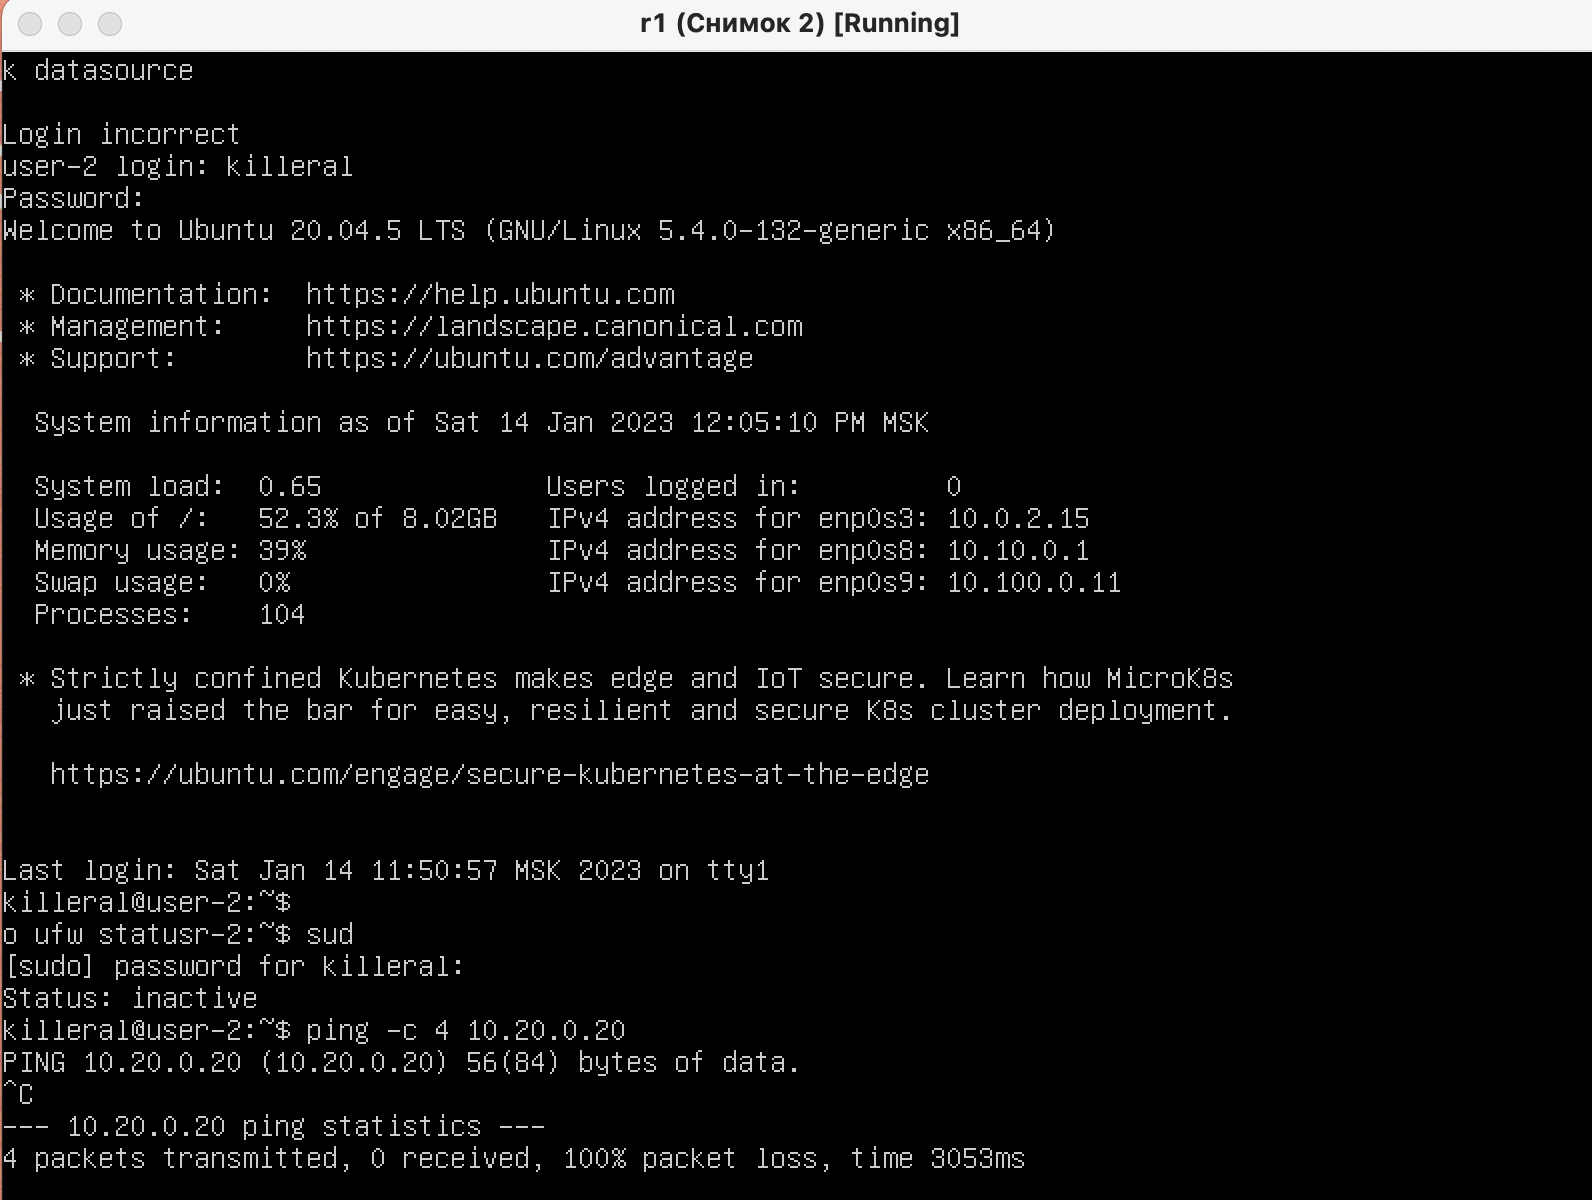 r1 (Снимок 2) [Running]
k datasource
Login incorrect
user-2 login: killeral
Password:
Welcome to Ubuntu 20.04.5 LTS (GNU/Linux 5.4.0-132-generic x86_64)
* Documentation:  https://help.ubuntu.com
* Management:     https://landscape.canonical.com
* Support:        https://ubuntu.com/advantage
System information as of Sat 14 Jan 2023 12:05:10 PM MSK
System load:  0.65              Users logged in:         0
Usage of /:   52.3% of 8.02GB   IPv4 address for enp0s3: 10.0.2.15
Memory usage: 39%               IPv4 address for enp0s8: 10.10.0.1
Swap usage:   0%                IPv4 address for enp0s9: 10.100.0.11
Processes:    104
* Strictly confined Kubernetes makes edge and IoT secure. Learn how MicroK8s
just raised the bar for easy, resilient and secure K8s cluster deployment.
https://ubuntu.com/engage/secure-kubernetes-at-the-edge
Last login: Sat Jan 14 11:50:57 MSK 2023 on tty1
killeral@user-2:~$
o ufw statusr-2:~$ sud
[sudo] password for killeral:
Status: inactive
killeral@user-2:~$ ping -c 4 10.20.0.20
PING 10.20.0.20 (10.20.0.20) 56(84) bytes of data.
^C
--- 10.20.0.20 ping statistics ---
4 packets transmitted, 0 received, 100% packet loss, time 3053ms